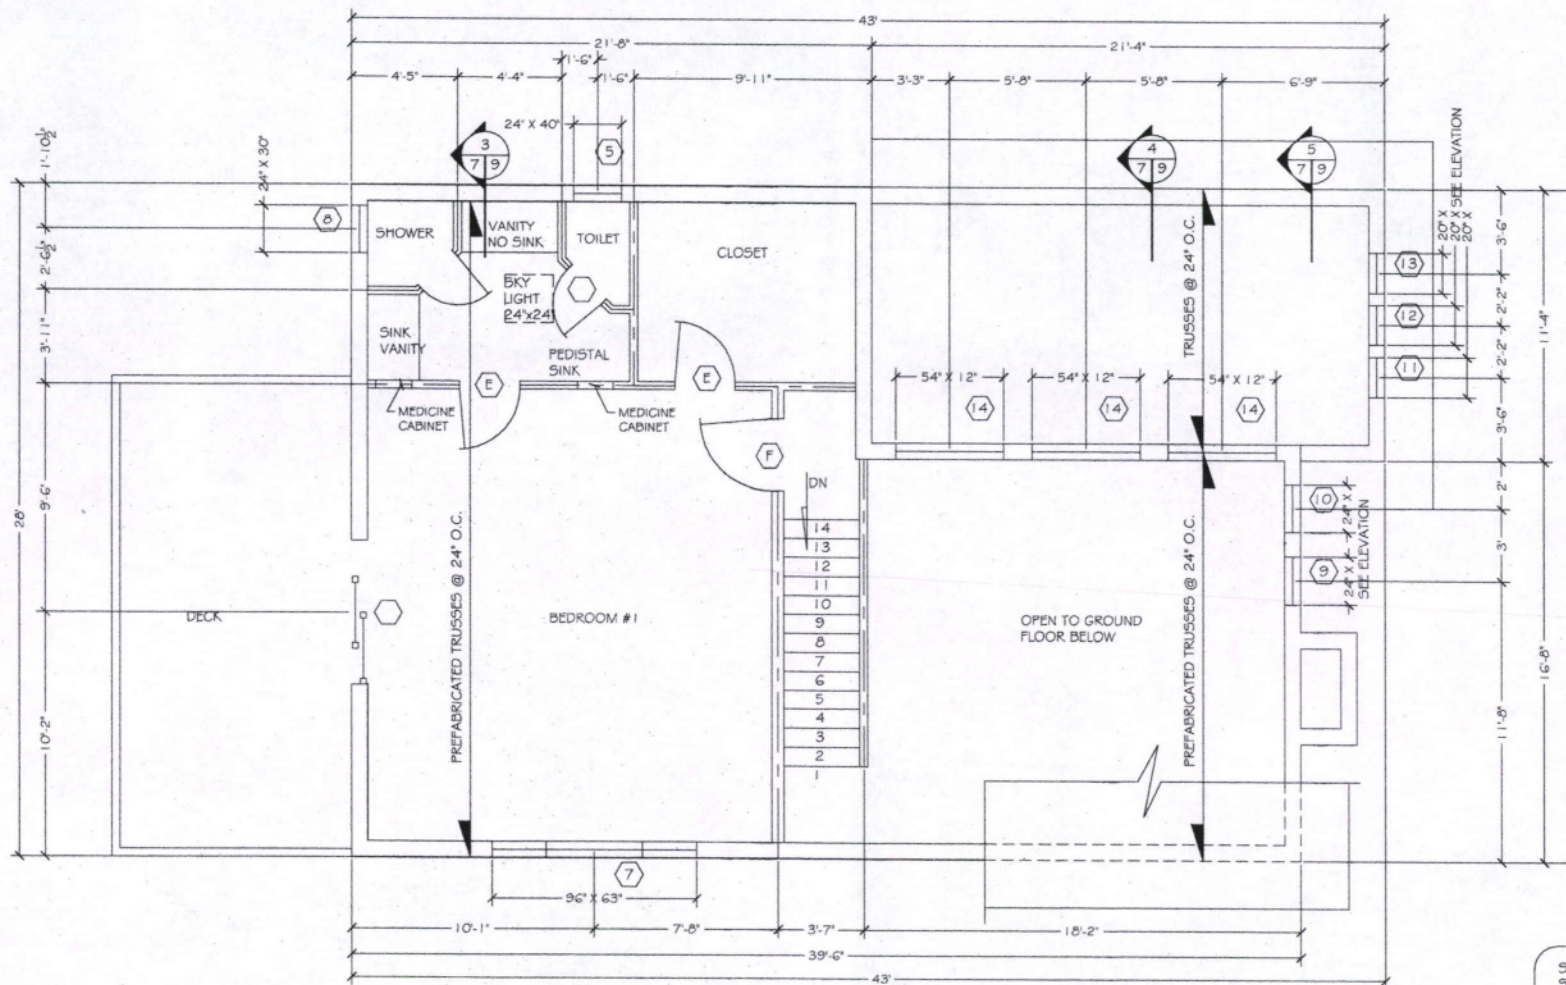 43'
21'-8"
21'-4"
1'-6"
4'-5"
4'-4"
1'-6"
9'-11"
3'-3"
5'-8"
5'-8"
6'-9"
24" X 40"
5
3
7 9
4
7 9
5
7 9
1'-10½"
24" X 30"
8
SHOWER
VANITY
NO SINK
TOILET
CLOSET
TRUSSES @ 24" O.C.
20" X
20" X SEE ELEVATION
20" X
3'-6"
13
2'-6½"
SKY
LIGHT
24"x24"
2'-2"
12
11'-4"
3'-11"
SINK
VANITY
PEDISTAL
SINK
2'-2"
11
E
E
54" X 12"
54" X 12"
54" X 12"
14
14
14
MEDICINE
CABINET
MEDICINE
CABINET
3'-6"
F
DN
28'
9'-6"
2'
10
24" X
14
13
12
11
10
9
8
7
6
5
4
3
2
1
PREFABRICATED TRUSSES @ 24" O.C.
PREFABRICATED TRUSSES @ 24" O.C.
3'
9
24" X
SEE ELEVATION
DECK
BEDROOM #1
OPEN TO GROUND
FLOOR BELOW
16'-8"
10'-2"
11'-8"
7
96" X 63"
10'-1"
7'-8"
3'-7"
18'-2"
39'-6"
43'